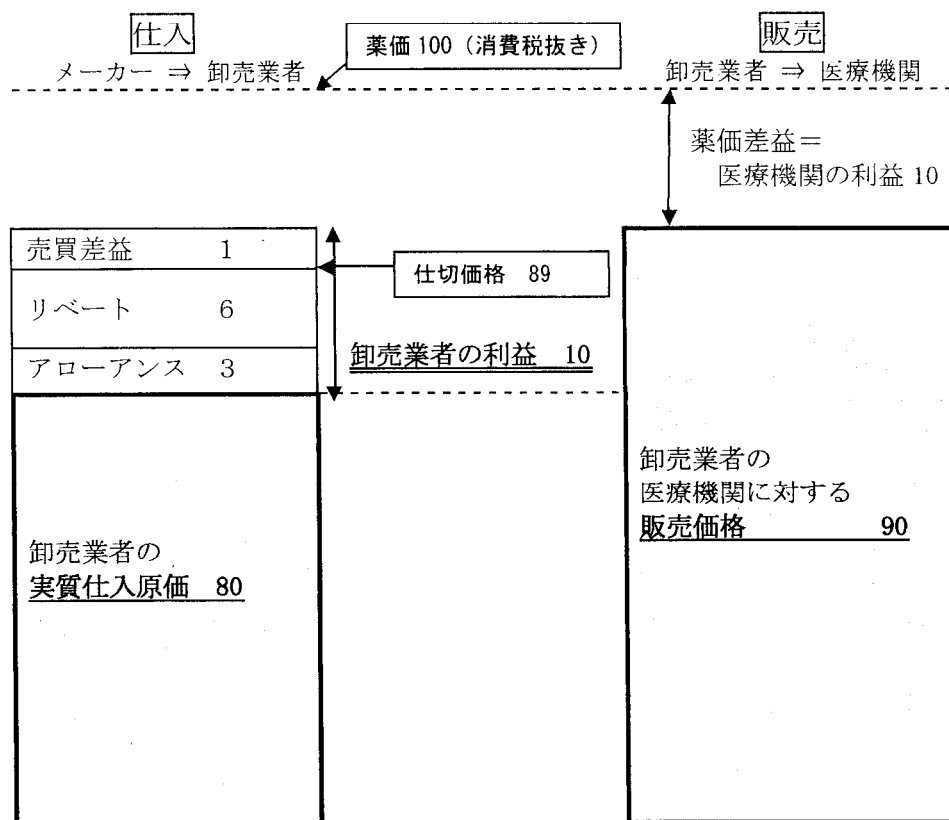 仕入
メーカー ⇒ 卸売業者
薬価 100(消費税抜き)
販売
卸売業者 ⇒ 医療機関
薬価差益=
医療機関の利益 10
売買差益 1
仕切価格 89
リベート 6
卸売業者の利益 10
アローアンス 3
卸売業者の
実質仕入原価 80
卸売業者の
医療機関に対する
販売価格 90